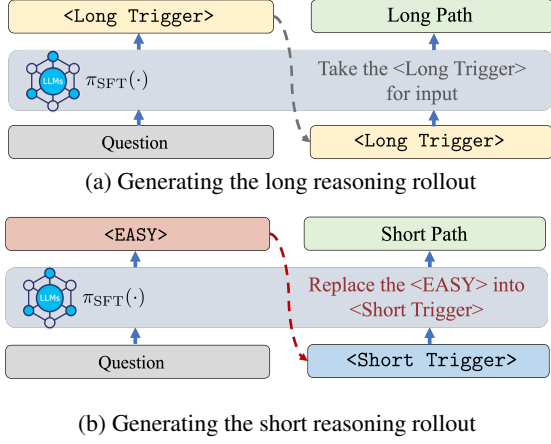 <Long Trigger>
Long Path
LLMs
πSFT(·)
Take the <Long Trigger>
for input
Question
<Long Trigger>
(a) Generating the long reasoning rollout
<EASY>
Short Path
LLMs
πSFT(·)
Replace the <EASY> into
<Short Trigger>
Question
<Short Trigger>
(b) Generating the short reasoning rollout